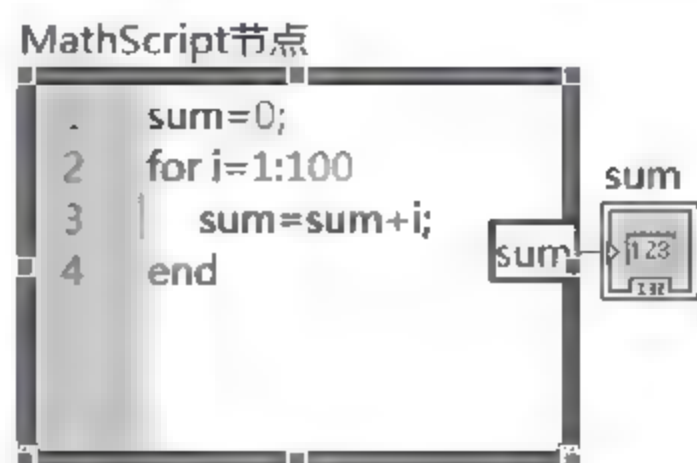 MathScript节点
sum=0;
2 for i=1:100
3 sum=sum+i;
4 end
sum
sum
123
I32